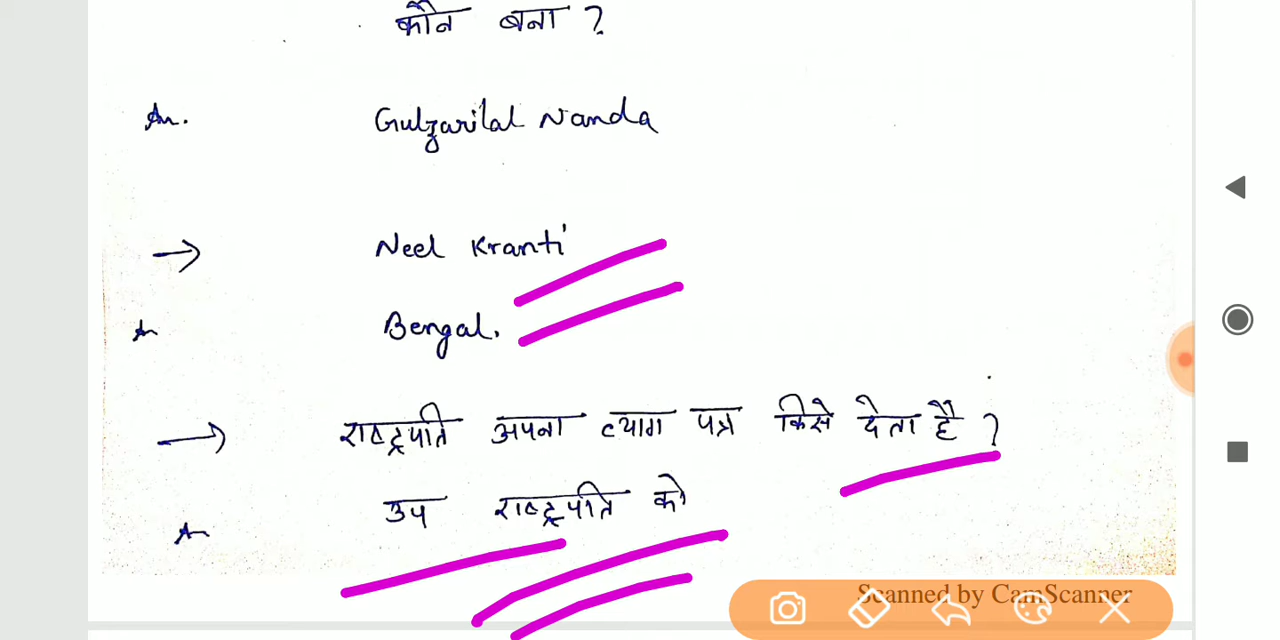 कौन बना ?
An. Gulzarilal Nanda
→ Neel Kranti
An Bengal.
→ राष्ट्रपति अपना त्याग पत्र किसे देता है ?
An उप राष्ट्रपति को
Scanned by CamScanner